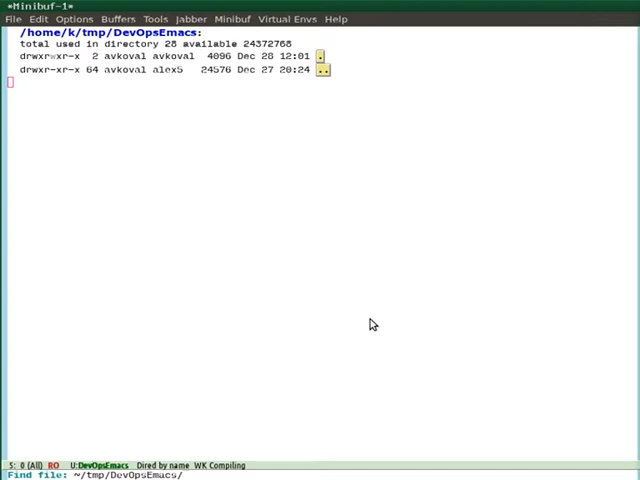 *Minibuf-1*
File Edit Options Buffers Tools Jabber Minibuf Virtual Envs Help
/home/k/tmp/DevOpsEmacs:
total used in directory 28 available 24372768
drwxr-xr-x 2 avkoval avkoval 4096 Dec 28 12:01 .
drwxr-xr-x 64 avkoval alex5 24576 Dec 27 20:24 ..
5: 0 (All) RO U:DevOpsEmacs Dired by name WK Compiling
Find file: ~/tmp/DevOpsEmacs/